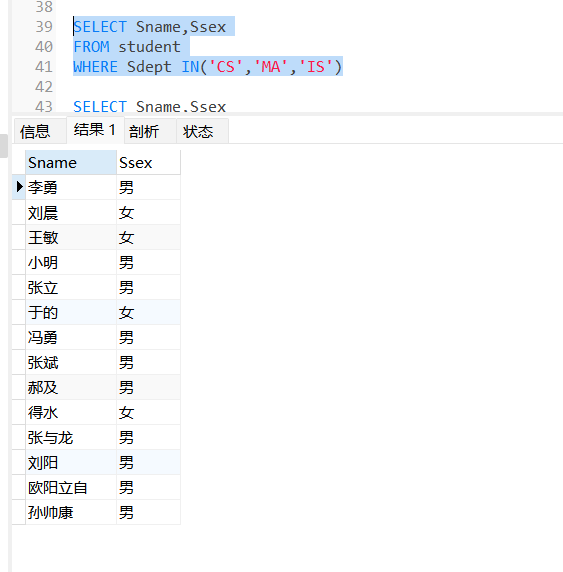 38
39 SELECT Sname,Ssex
40 FROM student
41 WHERE Sdept IN('CS','MA','IS')
42
43 SELECT Sname,Ssex
信息 结果 1 剖析 状态
Sname Ssex
李勇 男
刘晨 女
王敏 女
小明 男
张立 男
于的 女
冯勇 男
张斌 男
郝及 男
得水 女
张与龙 男
刘阳 男
欧阳立自 男
孙帅康 男